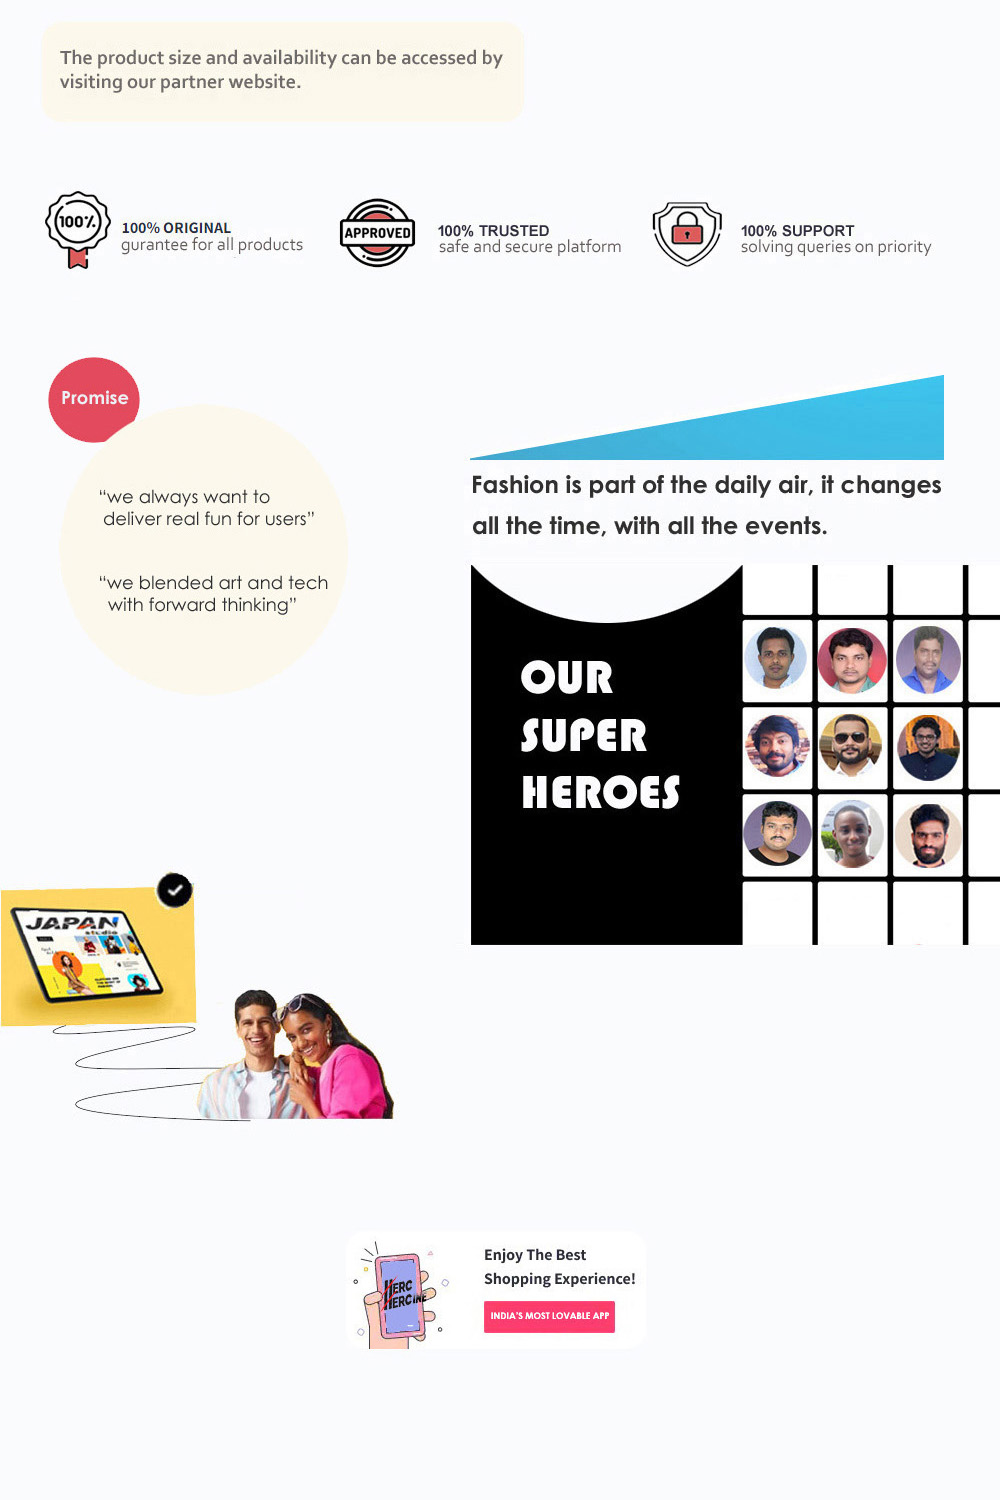 The product size and availability can be accessed by
visiting our partner website.
100%
100% ORIGINAL
gurantee for all products
APPROVED
100% TRUSTED
safe and secure platform
100% SUPPORT
solving queries on priority
Promise
“we always want to
deliver real fun for users”
“we blended art and tech
with forward thinking”
Fashion is part of the daily air, it changes
all the time, with all the events.
OUR
SUPER
HEROES
JAPAN
studio
Enjoy The Best
Shopping Experience!
HERC
HERCINE
INDIA'S MOST LOVABLE APP